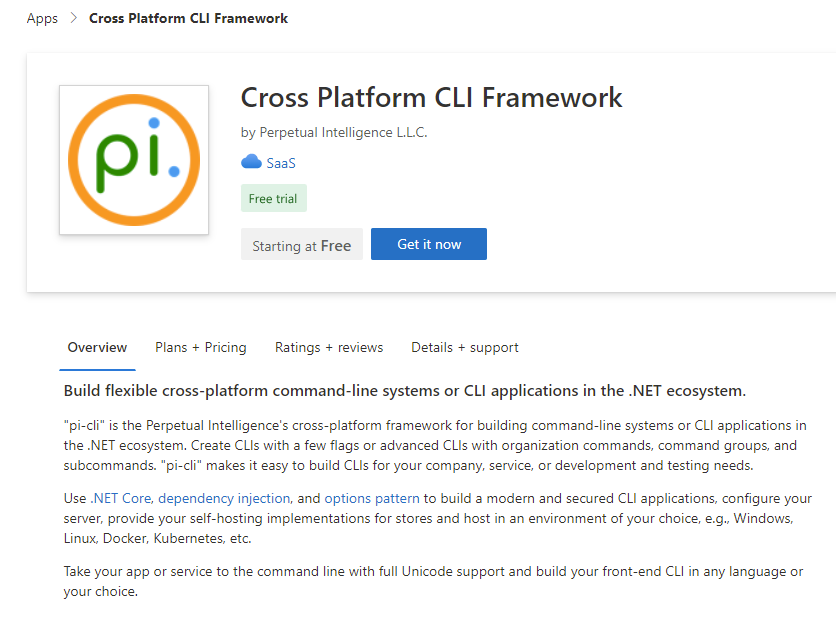 Apps > Cross Platform CLI Framework
pi.
Cross Platform CLI Framework
by Perpetual Intelligence L.L.C.
SaaS
Free trial
Starting at Free
Get it now
Overview
Plans + Pricing
Ratings + reviews
Details + support
Build flexible cross-platform command-line systems or CLI applications in the .NET ecosystem.
"pi-cli" is the Perpetual Intelligence's cross-platform framework for building command-line systems or CLI applications in
the .NET ecosystem. Create CLIs with a few flags or advanced CLIs with organization commands, command groups, and
subcommands. "pi-cli" makes it easy to build CLIs for your company, service, or development and testing needs.
Use .NET Core, dependency injection, and options pattern to build a modern and secured CLI applications, configure your
server, provide your self-hosting implementations for stores and host in an environment of your choice, e.g., Windows,
Linux, Docker, Kubernetes, etc.
Take your app or service to the command line with full Unicode support and build your front-end CLI in any language or
your choice.